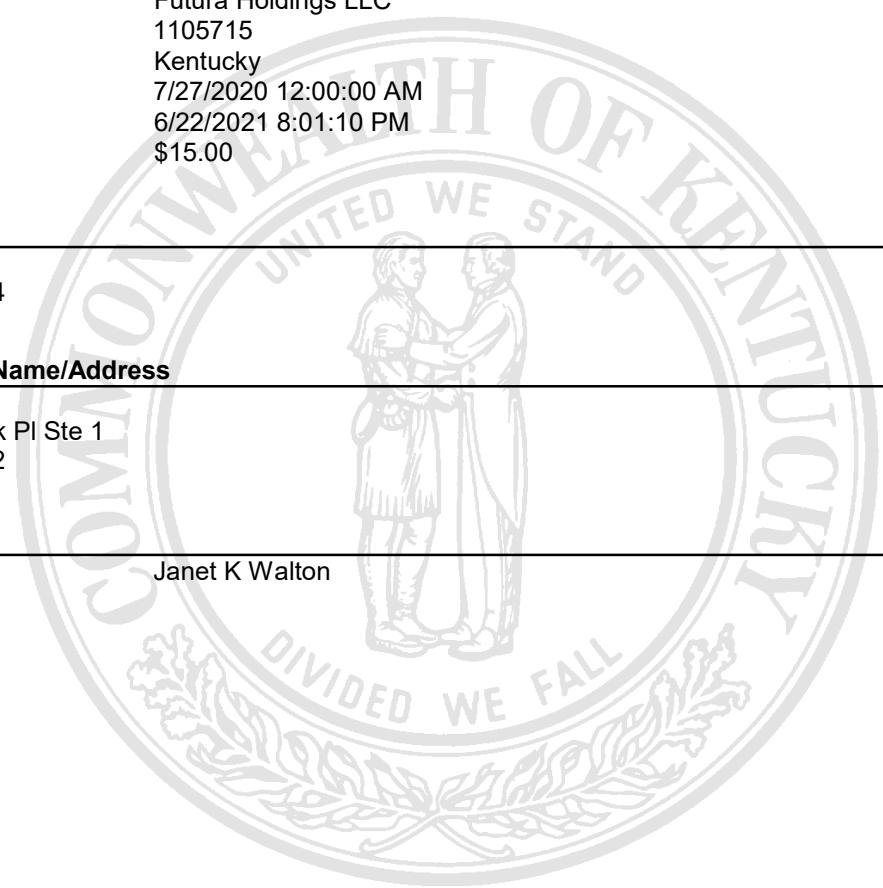 Futura Holdings LLC
1105715
Kentucky
7/27/2020 12:00:00 AM
6/22/2021 8:01:10 PM
$15.00
COMMONWEALTH OF KENTUCKY
UNITED WE STAND
4
Name/Address
k Pl Ste 1
2
Janet K Walton
DIVIDED WE FALL